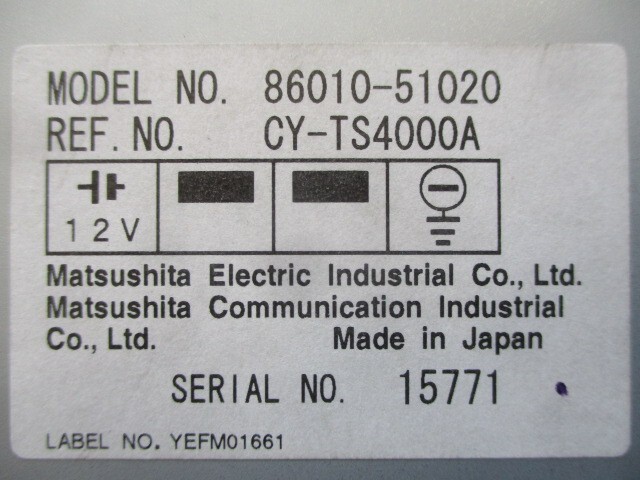 MODEL NO. 86010-51020
REF. NO. CY-TS4000A
12V
Matsushita Electric Industrial Co., Ltd.
Matsushita Communication Industrial
Co., Ltd. Made in Japan
SERIAL NO. 15771
LABEL NO. YEFM01661